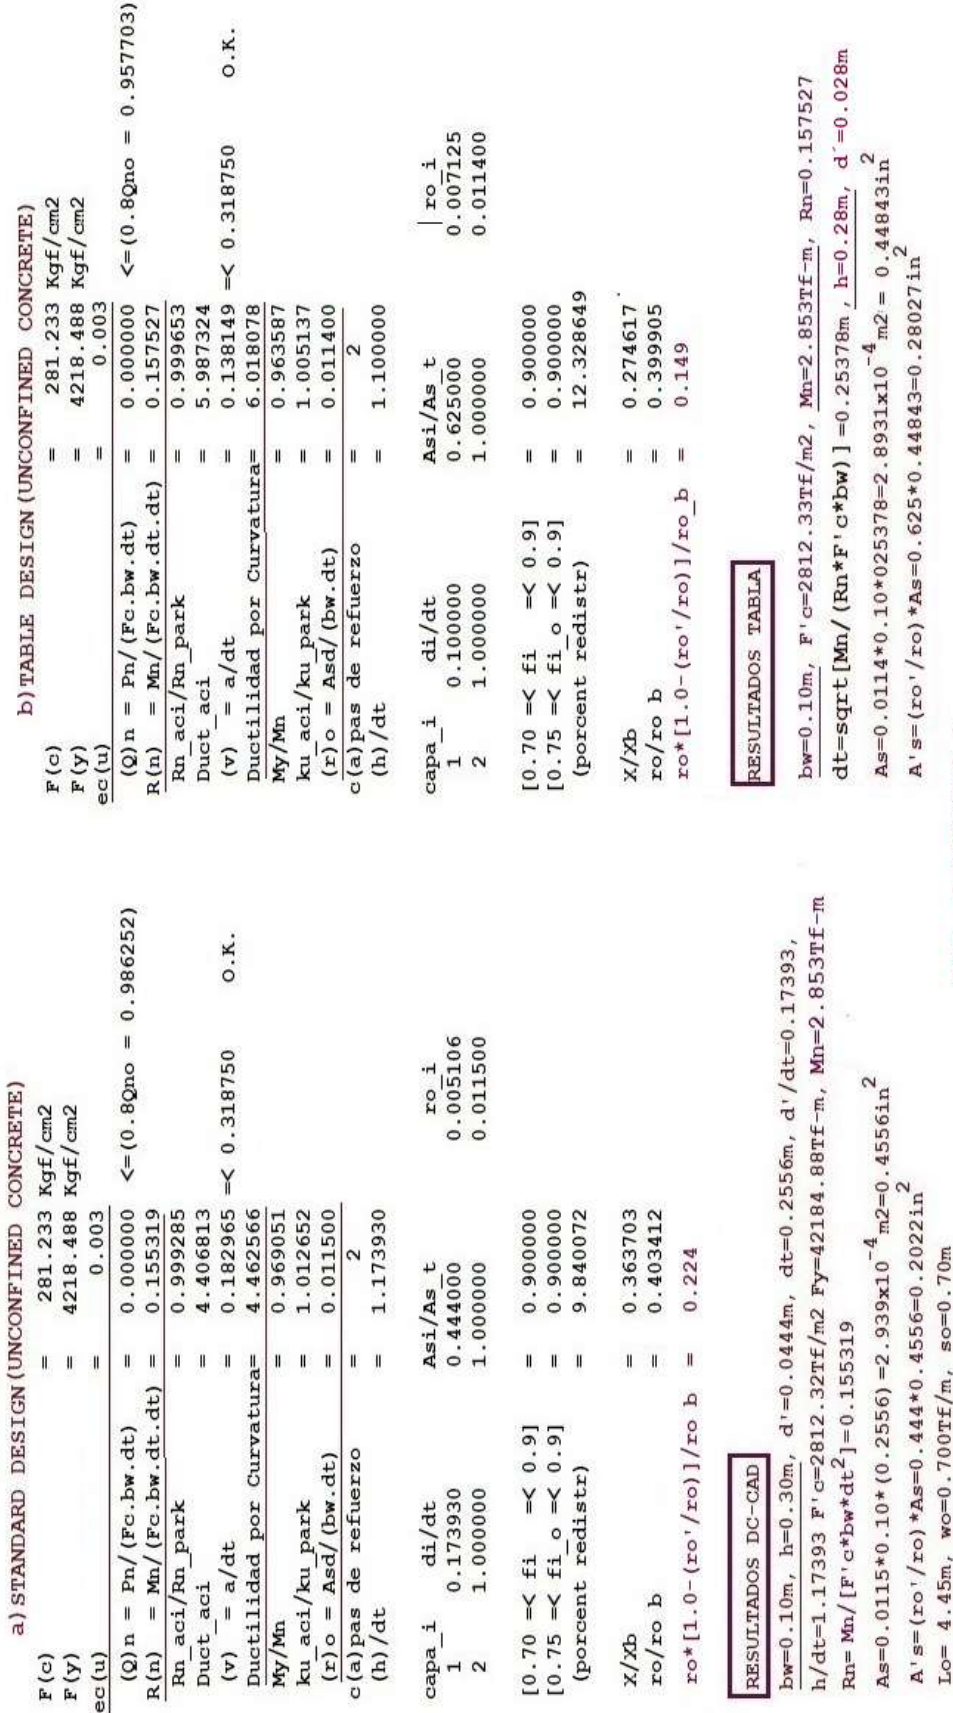 a)STANDARD DESIGN(UNCONFINED CONCRETE)
F(c) = 281.233 Kgf/cm2
F(y) = 4218.488 Kgf/cm2
ec(u) = 0.003
(Q)n = Pn/(Fc.bw.dt) = 0.000000 <=(0.8Qno = 0.986252)
R(n) = Mn/(Fc.bw.dt.dt) = 0.155319
Rn_aci/Rn_park = 0.999285
Duct_aci = 4.406813
(v) = a/dt = 0.182965 =< 0.318750 O.K.
Ductilidad por Curvatura= 4.462566
My/Mn = 0.969051
ku aci/ku_park = 1.012652
(r)o = Asd/(bw.dt) = 0.011500
c(a)pas de refuerzo = 2
(h)/dt = 1.173930
capa_i di/dt Asi/As_t ro_i
1 0.173930 0.444000 0.005106
2 1.000000 1.000000 0.011500
[0.70 =< fi =< 0.9] = 0.900000
[0.75 =< fi_o =< 0.9] = 0.900000
(porcent redistr) = 9.840072
X/Xb = 0.363703
ro/ro b = 0.403412
ro*[1.0-(ro'/ro)]/ro b = 0.224
RESULTADOS DC-CAD
bw=0.10m, h=0.30m, d'=0.0444m, dt=0.2556m, d'/dt=0.17393,
h/dt=1.17393 F'c=2812.32Tf/m2 Fy=42184.88Tf-m, Mn=2.853Tf-m
Rn= Mn/[F'c*bw*dt2]=0.155319
As=0.0115*0.10*(0.2556)=2.939x10-4 m2=0.4556in2
A's=(ro'/ro)*As=0.444*0.4556=0.2022in2
Lo= 4.45m, wo=0.700Tf/m, so=0.70m
b)TABLE DESIGN(UNCONFINED CONCRETE)
F(c) = 281.233 Kgf/cm2
F(y) = 4218.488 Kgf/cm2
ec(u) = 0.003
(Q)n = Pn/(Fc.bw.dt) = 0.000000 <=(0.8Qno = 0.957703)
R(n) = Mn/(Fc.bw.dt.dt) = 0.157527
Rn_aci/Rn_park = 0.999653
Duct_aci = 5.987324
(v) = a/dt = 0.138149 =< 0.318750 O.K.
Ductilidad por Curvatura= 6.018078
My/Mn = 0.963587
ku aci/ku park = 1.005137
(r)o = Asd/(bw.dt) = 0.011400
c(a)pas de refuerzo = 2
(h)/dt = 1.100000
capa_i di/dt Asi/As t | ro_i
1 0.100000 0.625000 0.007125
2 1.000000 1.000000 0.011400
[0.70 =< fi =< 0.9] = 0.900000
[0.75 =< fi_o =< 0.9] = 0.900000
(porcent redistr) = 12.328649
X/Xb = 0.274617
ro/ro b = 0.399905
ro*[1.0-(ro'/ro)]/ro_b = 0.149
RESULTADOS TABLA
bw=0.10m, F'c=2812.33Tf/m2, Mn=2.853Tf-m, Rn=0.157527
dt=sqrt[Mn/(Rn*F'c*bw)]=0.25378m, h=0.28m, d´=0.028m
As=0.0114*0.10*025378=2.8931x10-4 m2= 0.44843in2
A's=(ro'/ro)*As=0.625*0.44843=0.28027in2